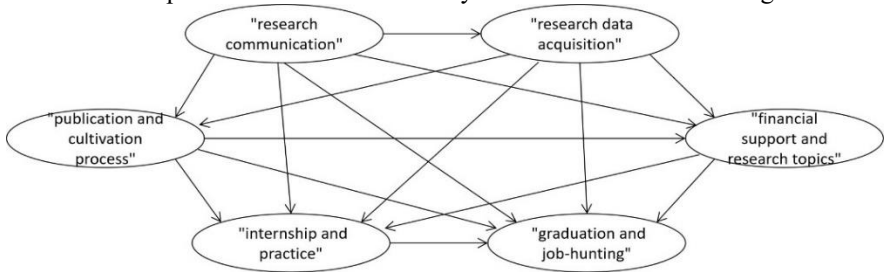 "research
communication"
"research data
acquisition"
"publication and
cultivation
process"
"financial
support and
research topics"
"internship and
practice"
"graduation and
job-hunting"